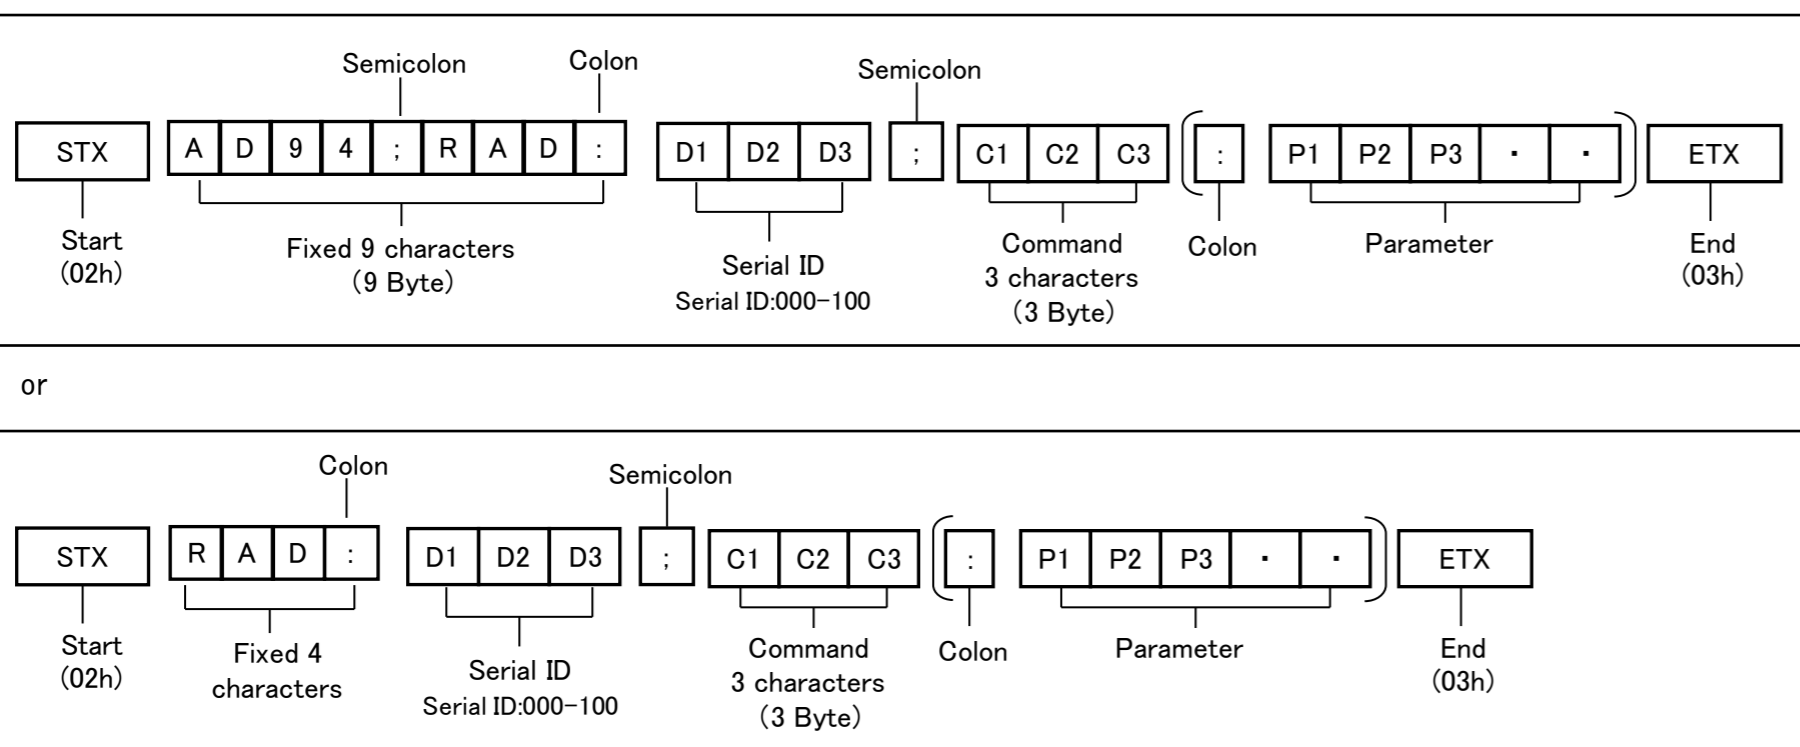 Semicolon Colon Semicolon
STX A D 9 4 ; R A D : D1 D2 D3 ; C1 C2 C3 ( : P1 P2 P3 ・ ・ ) ETX
Start
(02h)
Fixed 9 characters
(9 Byte)
Serial ID
Serial ID:000-100
Command
3 characters
(3 Byte)
Colon
Parameter
End
(03h)
or
Colon Semicolon
STX R A D : D1 D2 D3 ; C1 C2 C3 ( : P1 P2 P3 ・ ・ ) ETX
Start
(02h)
Fixed 4
characters
Serial ID
Serial ID:000-100
Command
3 characters
(3 Byte)
Colon
Parameter
End
(03h)